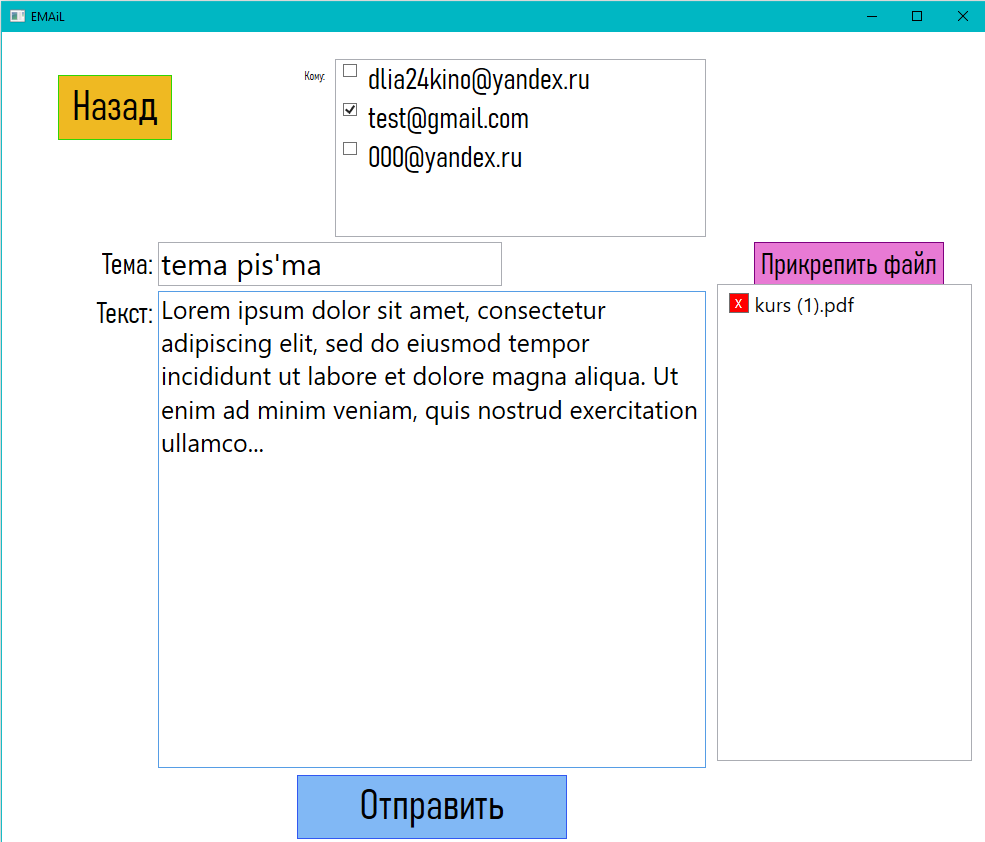 EMAiL
Назад
Кому:
dlia24kino@yandex.ru
test@gmail.com
000@yandex.ru
Тема:
tema pis'ma
Прикрепить файл
Текст:
Lorem ipsum dolor sit amet, consectetur
adipiscing elit, sed do eiusmod tempor
incididunt ut labore et dolore magna aliqua. Ut
enim ad minim veniam, quis nostrud exercitation
ullamco...
X kurs (1).pdf
Отправить